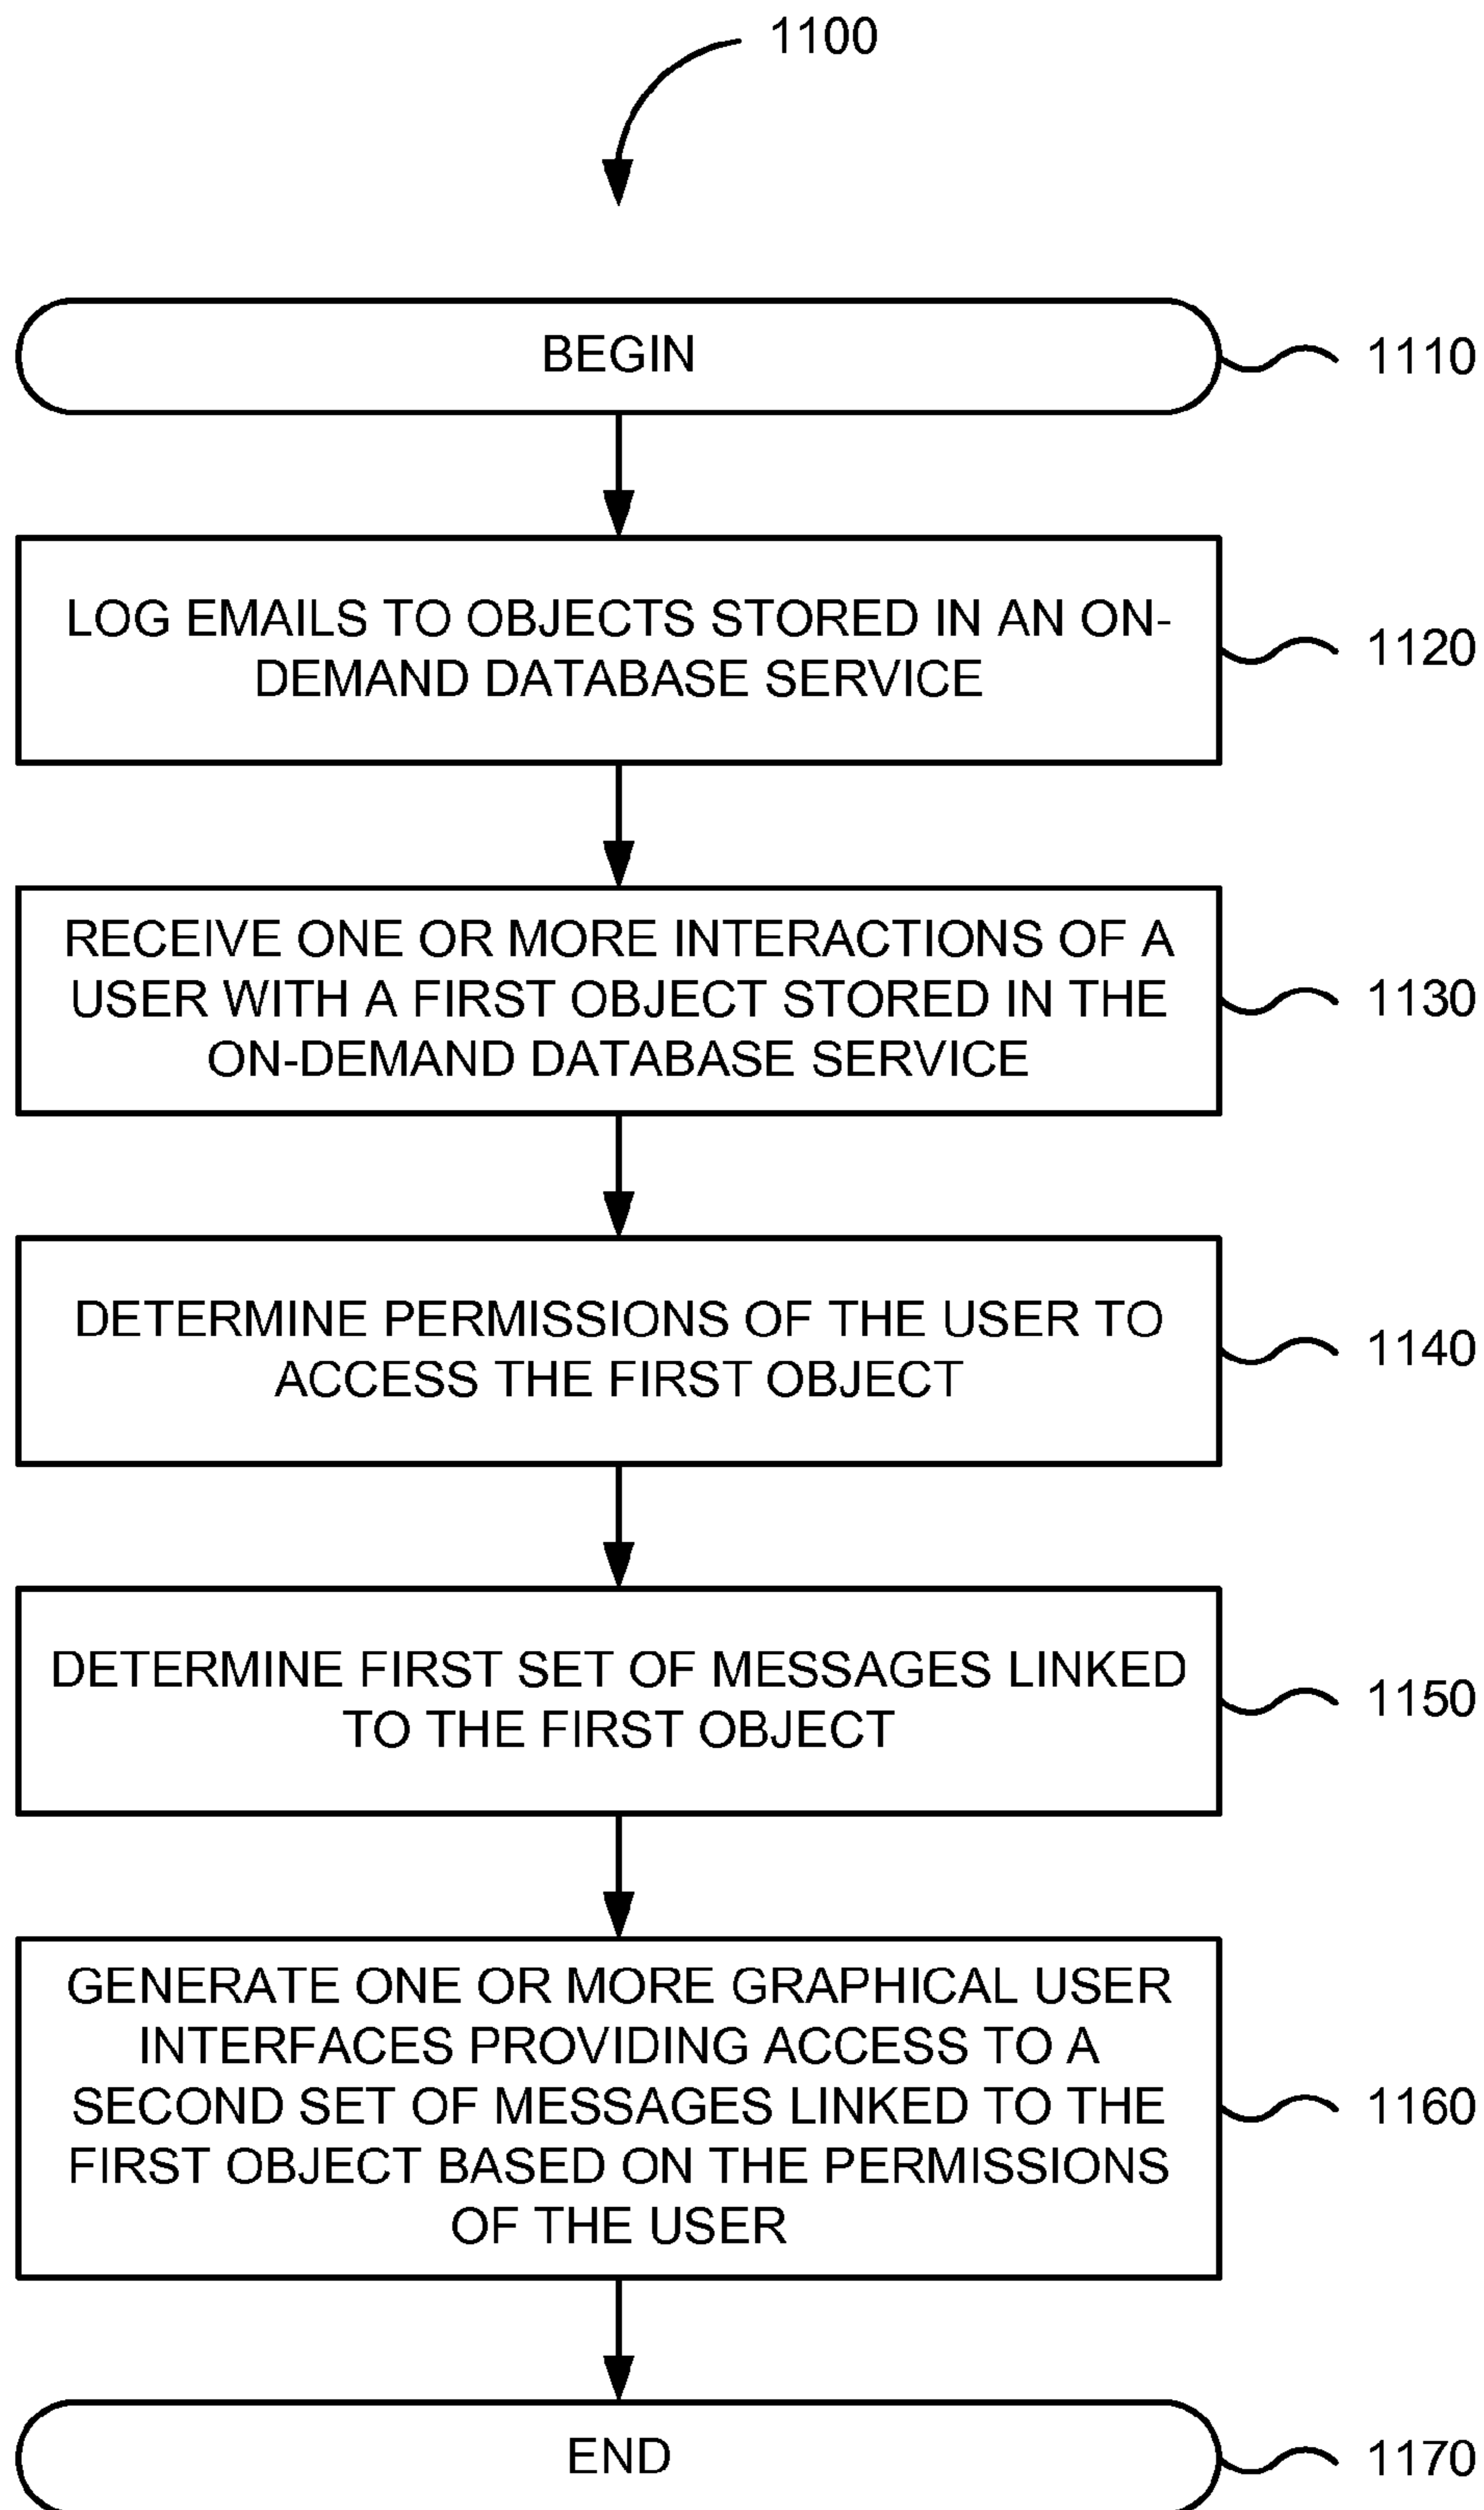 1100
BEGIN
1110
LOG EMAILS TO OBJECTS STORED IN AN ON-
DEMAND DATABASE SERVICE
1120
RECEIVE ONE OR MORE INTERACTIONS OF A
USER WITH A FIRST OBJECT STORED IN THE
ON-DEMAND DATABASE SERVICE
1130
DETERMINE PERMISSIONS OF THE USER TO
ACCESS THE FIRST OBJECT
1140
DETERMINE FIRST SET OF MESSAGES LINKED
TO THE FIRST OBJECT
1150
GENERATE ONE OR MORE GRAPHICAL USER
INTERFACES PROVIDING ACCESS TO A
SECOND SET OF MESSAGES LINKED TO THE
FIRST OBJECT BASED ON THE PERMISSIONS
OF THE USER
1160
END
1170